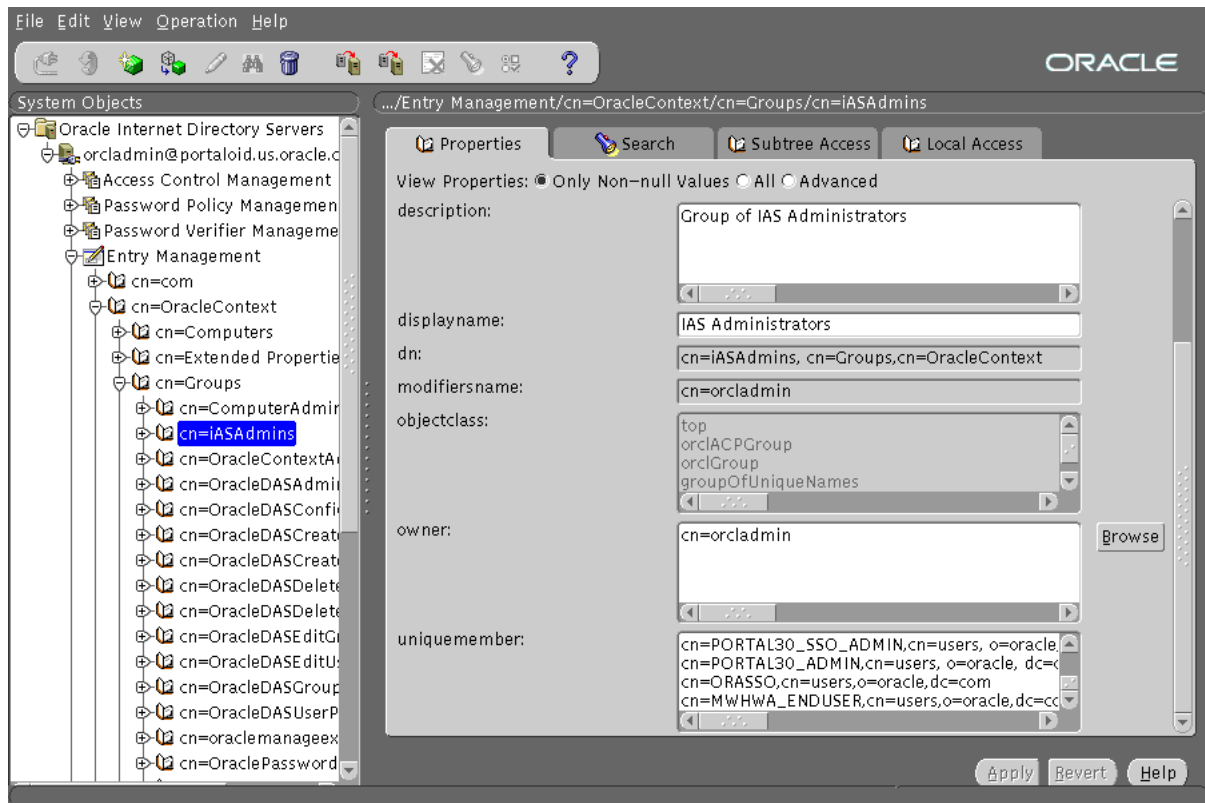 File Edit View Operation Help
ORACLE
System Objects
Oracle Internet Directory Servers
orcladmin@portaloid.us.oracle.c
Access Control Management
Password Policy Managemen
Password Verifier Manageme
Entry Management
cn=com
cn=OracleContext
cn=Computers
cn=Extended Propertie
cn=Groups
cn=ComputerAdmir
cn=iASAdmins
cn=OracleContextA
cn=OracleDASAdmi
cn=OracleDASConfi
cn=OracleDASCreat
cn=OracleDASCreat
cn=OracleDASDelete
cn=OracleDASDelete
cn=OracleDASEditG
cn=OracleDASEditU
cn=OracleDASGroup
cn=OracleDASUserP
cn=oraclemanageex
cn=OraclePassword
.../Entry Management/cn=OracleContext/cn=Groups/cn=iASAdmins
Properties Search Subtree Access Local Access
View Properties: Only Non-null Values All Advanced
description: Group of IAS Administrators
displayname: IAS Administrators
dn: cn=iASAdmins, cn=Groups,cn=OracleContext
modifiersname: cn=orcladmin
objectclass: top
orclACPGroup
orclGroup
groupOfUniqueNames
owner: cn=orcladmin
Browse
uniquemember: cn=PORTAL30_SSO_ADMIN,cn=users, o=oracle,
cn=PORTAL30_ADMIN,cn=users, o=oracle, dc=c
cn=ORASSO,cn=users,o=oracle,dc=com
cn=MWHWA_ENDUSER,cn=users,o=oracle,dc=co
Apply Revert Help